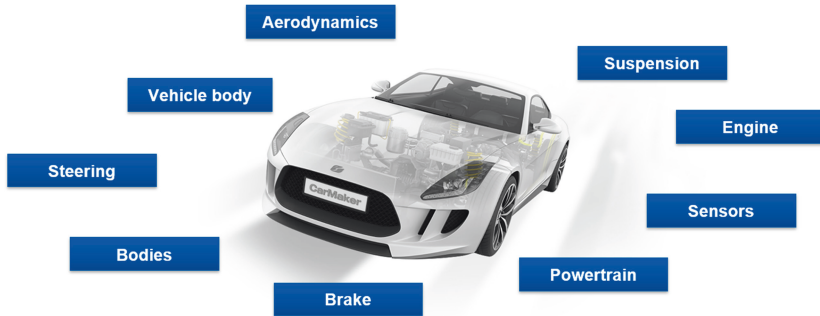 Aerodynamics
Suspension
Vehicle body
Engine
Steering
CarMaker
Sensors
Bodies
Powertrain
Brake